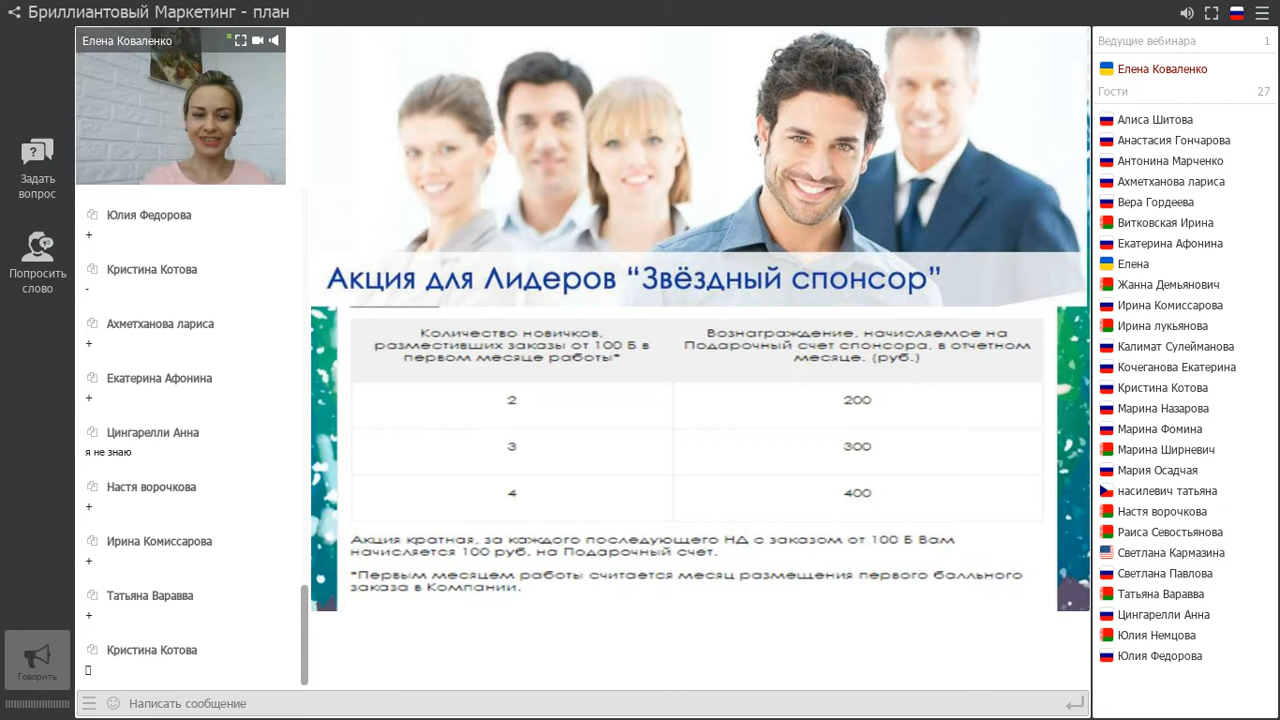 Бриллиантовый Маркетинг - план
Елена Коваленко
Задать
вопрос
Попросить
слово
Говорить
Юлия Федорова
+
Кристина Котова
-
Ахметханова лариса
+
Екатерина Афонина
+
Цингарелли Анна
я не знаю
Настя ворочкова
+
Ирина Комиссарова
+
Татьяна Варавва
+
Кристина Котова
Написать сообщение
Акция для Лидеров “Звёздный спонсор”
Количество новичков,
разместивших заказы от 100 Б в
первом месяце работы*
Вознаграждение, начисляемое на
Подарочный счет спонсора, в отчетном
месяце. (руб.)
2 200
3 300
4 400
Акция кратная, за каждого последующего НД с заказом от 100 Б Вам
начисляется 100 руб. на Подарочный счет.
*Первым месяцем работы считается месяц размещения первого балльного
заказа в Компании.
Ведущие вебинара 1
Елена Коваленко
Гости 27
Алиса Шитова
Анастасия Гончарова
Антонина Марченко
Ахметханова лариса
Вера Гордеева
Витковская Ирина
Екатерина Афонина
Елена
Жанна Демьянович
Ирина Комиссарова
Ирина лукьянова
Калимат Сулейманова
Кочеганова Екатерина
Кристина Котова
Марина Назарова
Марина Фомина
Марина Ширневич
Мария Осадчая
насилевич татьяна
Настя ворочкова
Раиса Севостьянова
Светлана Кармазина
Светлана Павлова
Татьяна Варавва
Цингарелли Анна
Юлия Немцова
Юлия Федорова